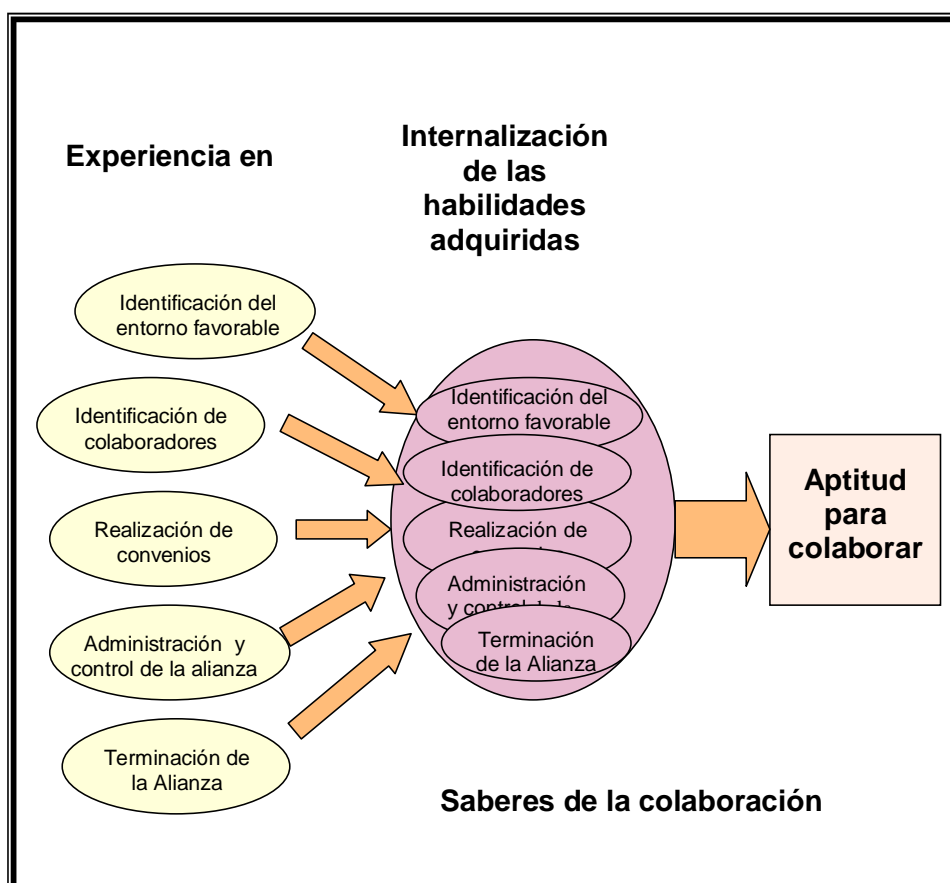 Experiencia en
Internalización
de las
habilidades
adquiridas
Identificación del
entorno favorable
Identificación de
colaboradores
Realización de
convenios
Administración y
control de la alianza
Terminación de
la Alianza
Identificación del
entorno favorable
Identificación de
colaboradores
Realización de
Administración
y control
Terminación
de la Alianza
Aptitud
para
colaborar
Saberes de la colaboración